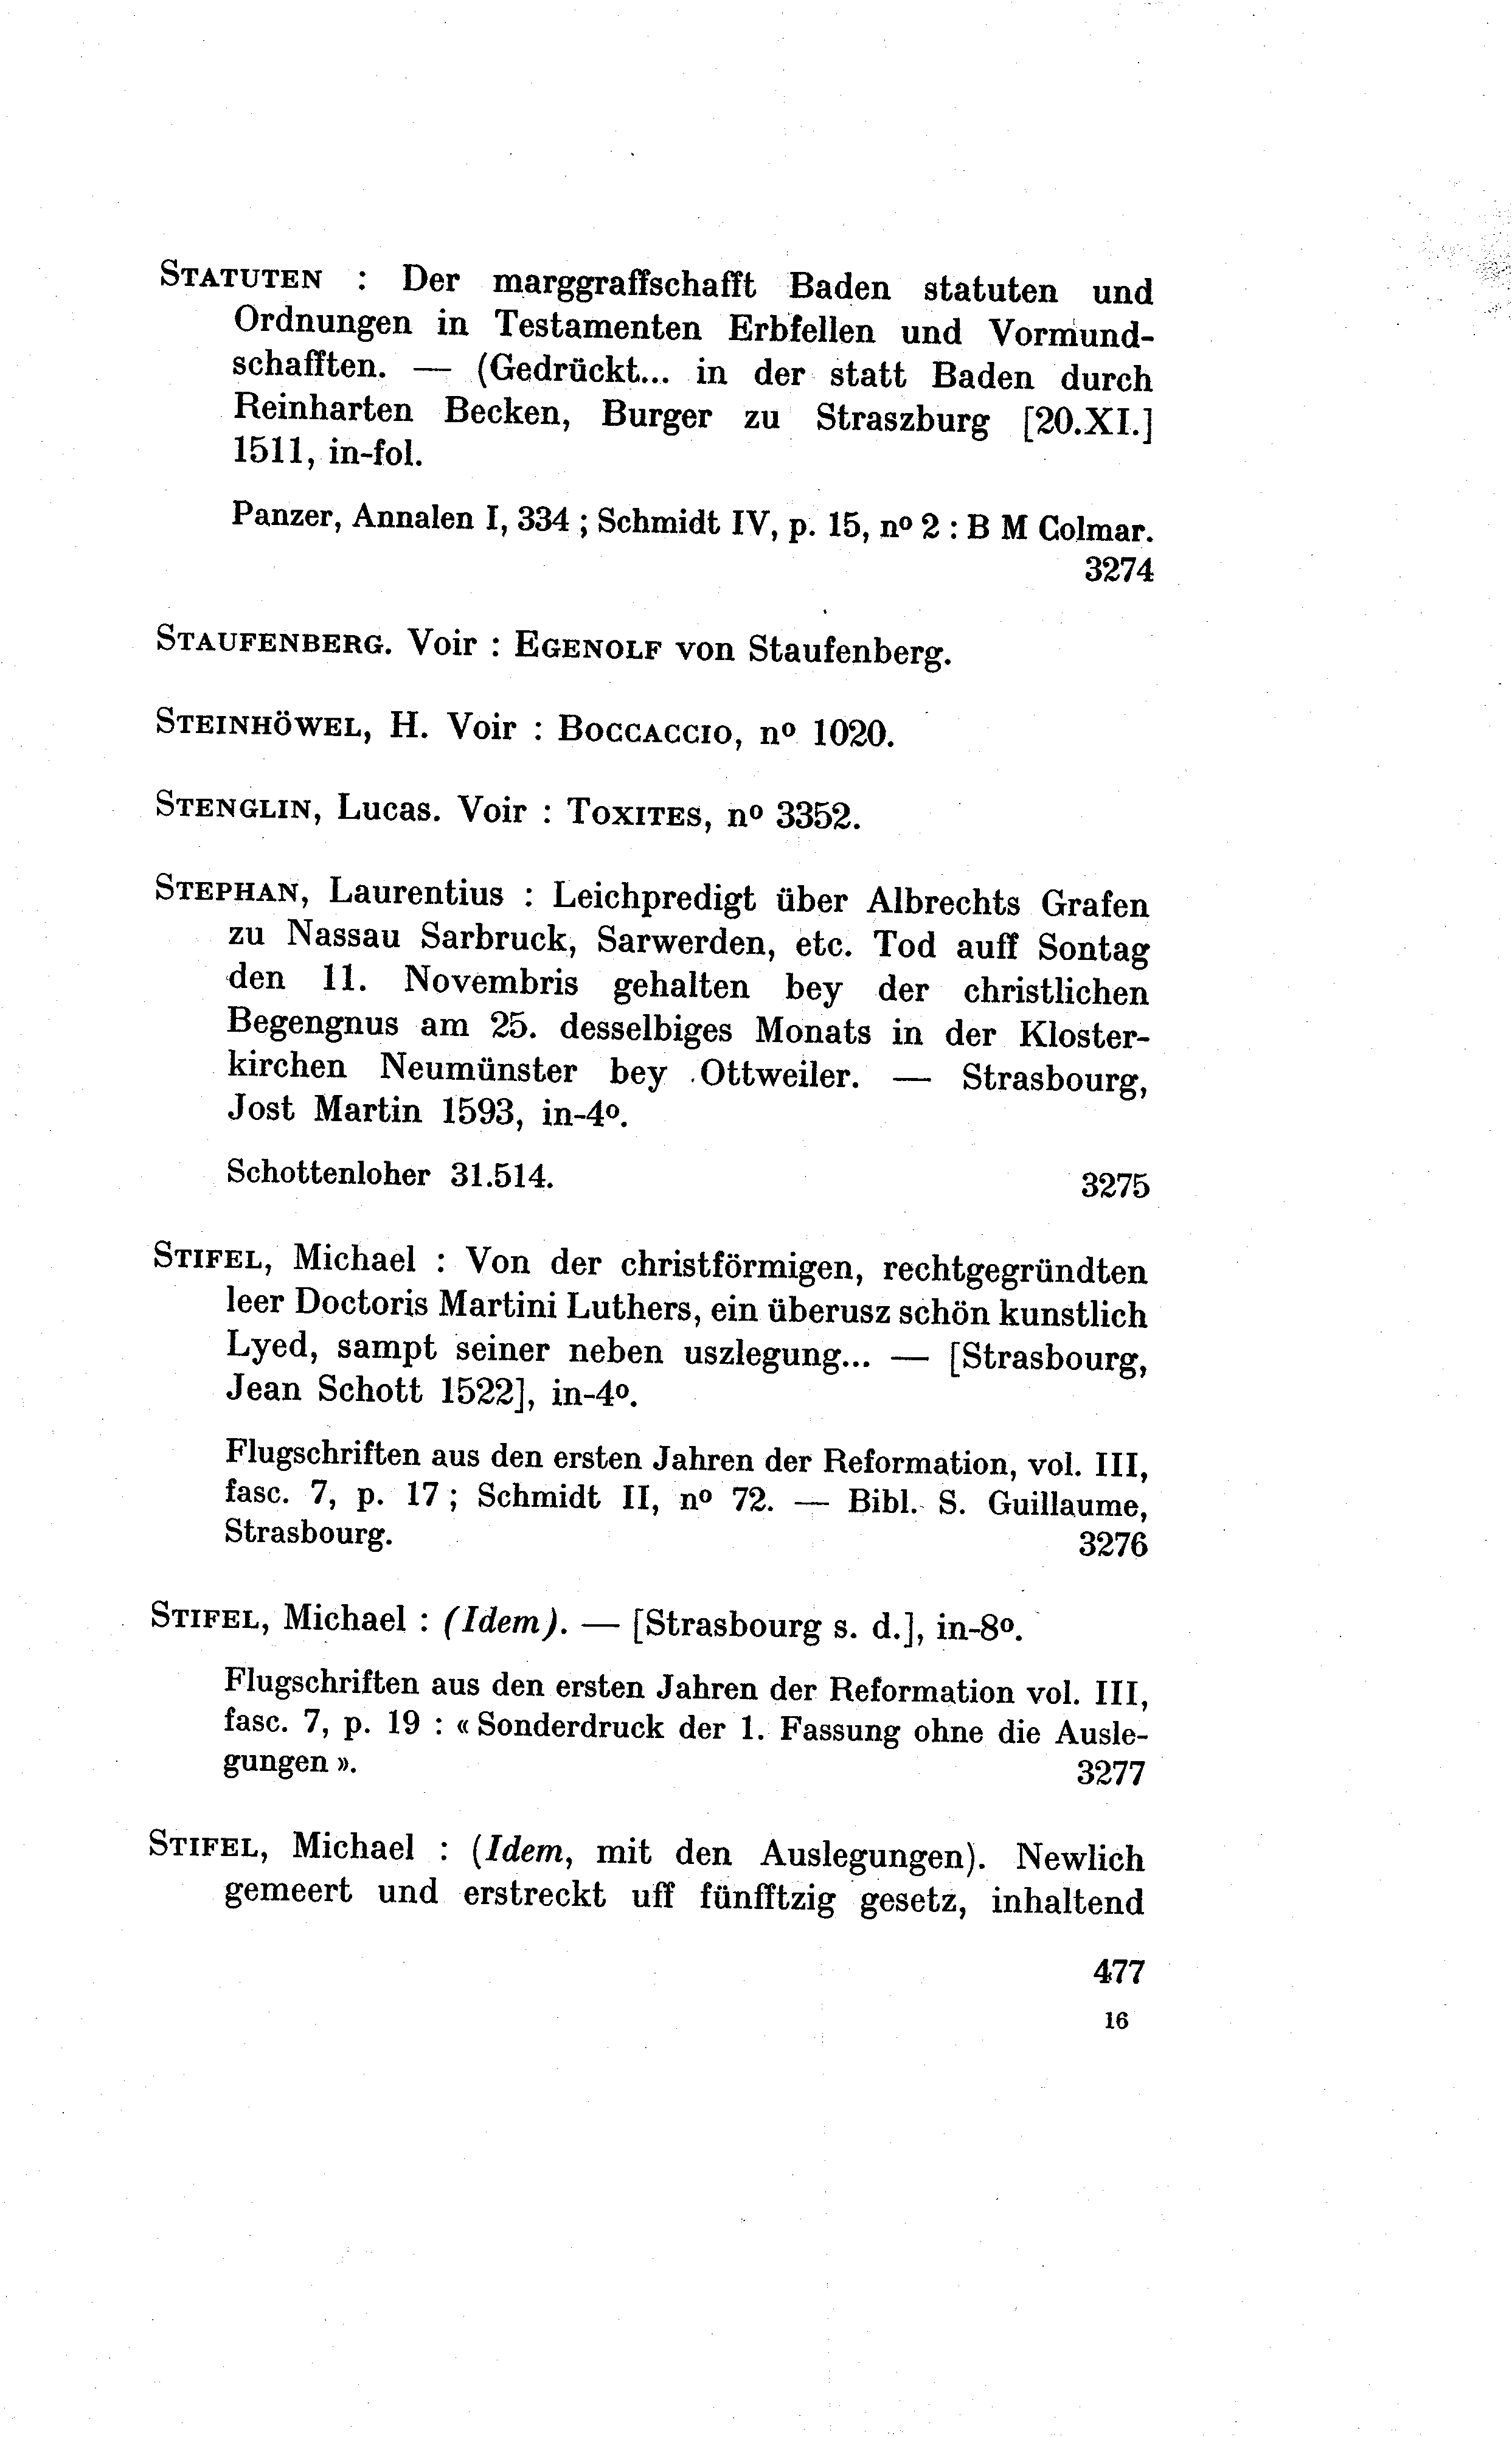 STATUTEN : Der marggraffschafft Baden statuten und
Ordnungen in Testamenten Erbfellen und Vormund-
schafften. — (Gedrückt... in der statt Baden durch
Reinharten Becken, Burger zu Straszburg [20.XI.]
1511, in-fol.
Panzer, Annalen I, 334 ; Schmidt IV, p. 15, nº 2 : B M Colmar.
3274
STAUFENBERG. Voir : EGENOLF von Staufenberg.
STEINHÖWEL, H. Voir : BOCCACCIO, nº 1020.
STENGLIN, Lucas. Voir : TOXITES, nº 3352.
STEPHAN, Laurentius : Leichpredigt über Albrechts Grafen
zu Nassau Sarbruck, Sarwerden, etc. Tod auff Sontag
den 11. Novembris gehalten bey der christlichen
Begengnus am 25. desselbiges Monats in der Kloster-
kirchen Neumünster bey Ottweiler. — Strasbourg,
Jost Martin 1593, in-4º.
Schottenloher 31.514. 3275
STIFEL, Michael : Von der christförmigen, rechtgegründten
leer Doctoris Martini Luthers, ein überusz schön kunstlich
Lyed, sampt seiner neben uszlegung... — [Strasbourg,
Jean Schott 1522], in-4º.
Flugschriften aus den ersten Jahren der Reformation, vol. III,
fasc. 7, p. 17 ; Schmidt II, nº 72. — Bibl. S. Guillaume,
Strasbourg. 3276
STIFEL, Michael : (Idem). — [Strasbourg s. d.], in-8º.
Flugschriften aus den ersten Jahren der Reformation vol. III,
fasc. 7, p. 19 : « Sonderdruck der 1. Fassung ohne die Ausle-
gungen ». 3277
STIFEL, Michael : (Idem, mit den Auslegungen). Newlich
gemeert und erstreckt uff fünfftzig gesetz, inhaltend
477
16